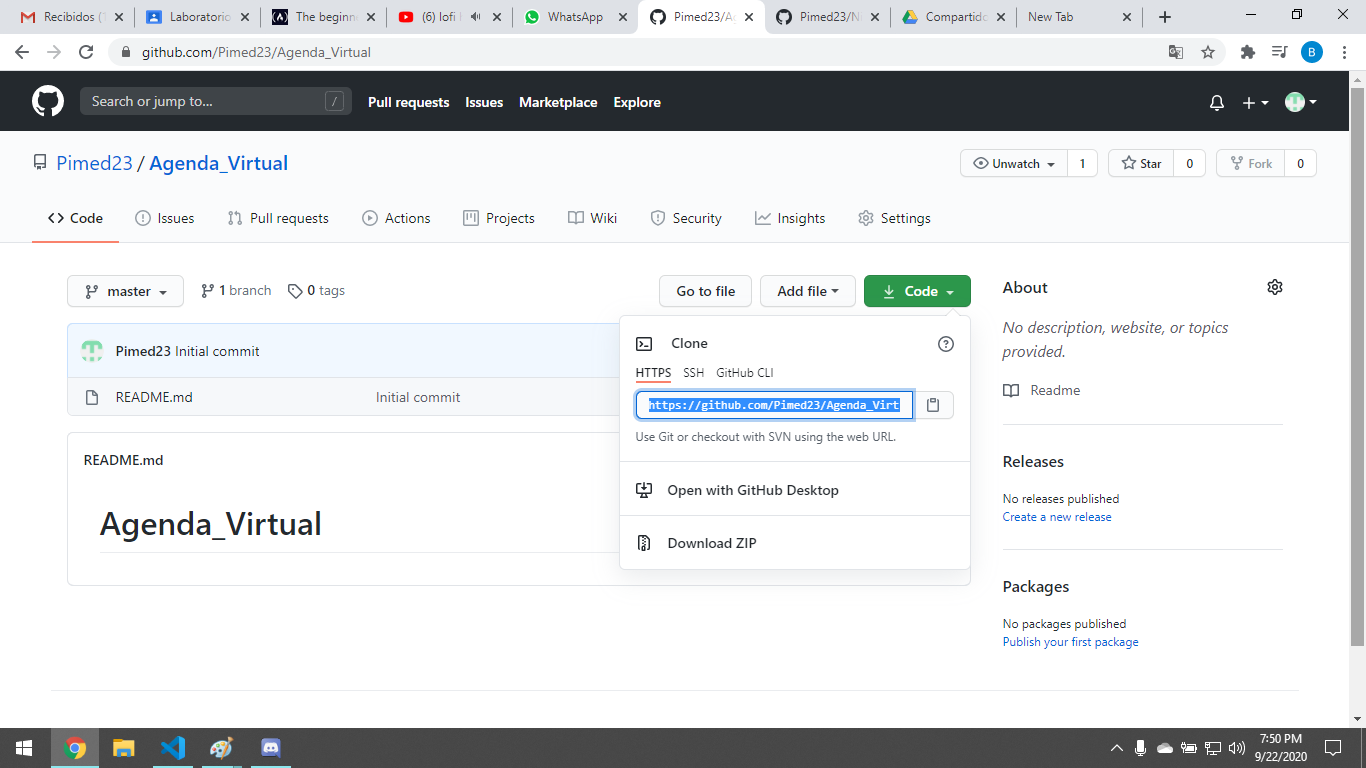 Recibidos (1
Laboratorio
The beginn
(6) lofi
WhatsApp
Pimed23/Ag
Pimed23/Ni
Compartido
New Tab
github.com/Pimed23/Agenda_Virtual
B
Search or jump to...
/
Pull requests
Issues
Marketplace
Explore
Pimed23 / Agenda_Virtual
Unwatch 1
Star 0
Fork 0
Code
Issues
Pull requests
Actions
Projects
Wiki
Security
Insights
Settings
master
1 branch
0 tags
Go to file
Add file
Code
About
No description, website, or topics
provided.
Readme
Pimed23 Initial commit
README.md
Initial commit
Clone
HTTPS
SSH
GitHub CLI
https://github.com/Pimed23/Agenda_Virt
Use Git or checkout with SVN using the web URL.
Open with GitHub Desktop
Download ZIP
README.md
Agenda_Virtual
Releases
No releases published
Create a new release
Packages
No packages published
Publish your first package
7:50 PM
9/22/2020